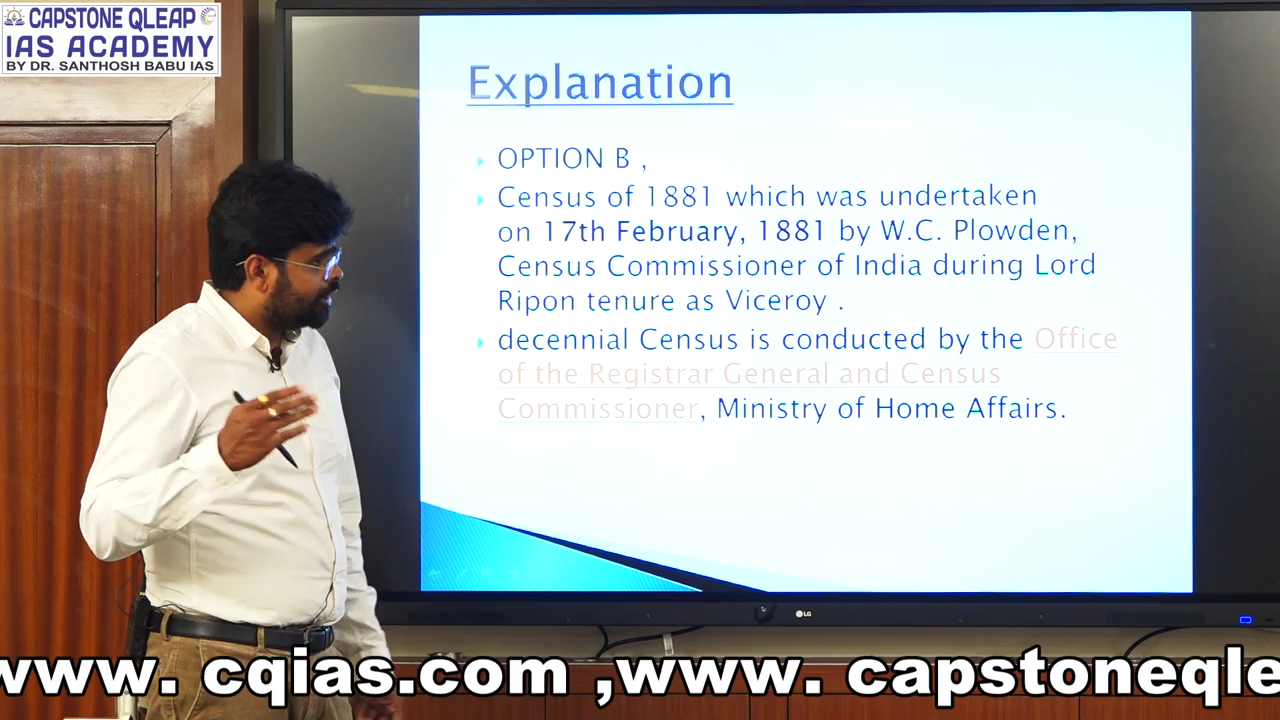 CAPSTONE QLEAP
IAS ACADEMY
BY DR. SANTHOSH BABU IAS
Explanation
OPTION B ,
Census of 1881 which was undertaken
on 17th February, 1881 by W.C. Plowden,
Census Commissioner of India during Lord
Ripon tenure as Viceroy .
decennial Census is conducted by the Office
of the Registrar General and Census
Commissioner, Ministry of Home Affairs.
LG
www. cqias.com ,www. capstoneqle